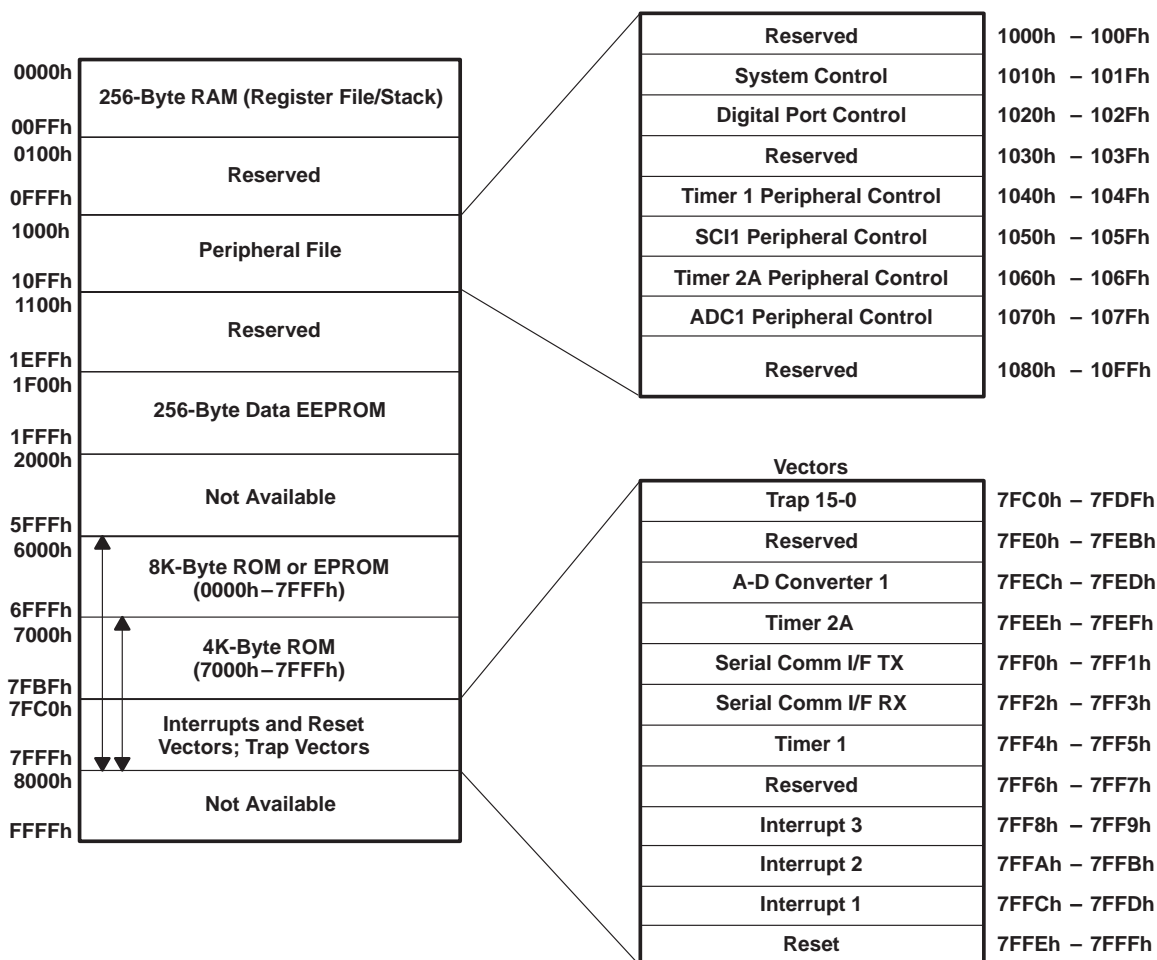 0000h
256-Byte RAM (Register File/Stack)
00FFh
0100h
Reserved
0FFFh
1000h
Peripheral File
10FFh
1100h
Reserved
1EFFh
1F00h
256-Byte Data EEPROM
1FFFh
2000h
Not Available
5FFFh
6000h
8K-Byte ROM or EPROM
(0000h–7FFFh)
6FFFh
7000h
4K-Byte ROM
(7000h–7FFFh)
7FBFh
7FC0h
Interrupts and Reset
Vectors; Trap Vectors
7FFFh
8000h
Not Available
FFFFh
Reserved 1000h – 100Fh
System Control 1010h – 101Fh
Digital Port Control 1020h – 102Fh
Reserved 1030h – 103Fh
Timer 1 Peripheral Control 1040h – 104Fh
SCI1 Peripheral Control 1050h – 105Fh
Timer 2A Peripheral Control 1060h – 106Fh
ADC1 Peripheral Control 1070h – 107Fh
Reserved 1080h – 10FFh
Vectors
Trap 15-0 7FC0h – 7FDFh
Reserved 7FE0h – 7FEBh
A-D Converter 1 7FECh – 7FEDh
Timer 2A 7FEEh – 7FEFh
Serial Comm I/F TX 7FF0h – 7FF1h
Serial Comm I/F RX 7FF2h – 7FF3h
Timer 1 7FF4h – 7FF5h
Reserved 7FF6h – 7FF7h
Interrupt 3 7FF8h – 7FF9h
Interrupt 2 7FFAh – 7FFBh
Interrupt 1 7FFCh – 7FFDh
Reset 7FFEh – 7FFFh